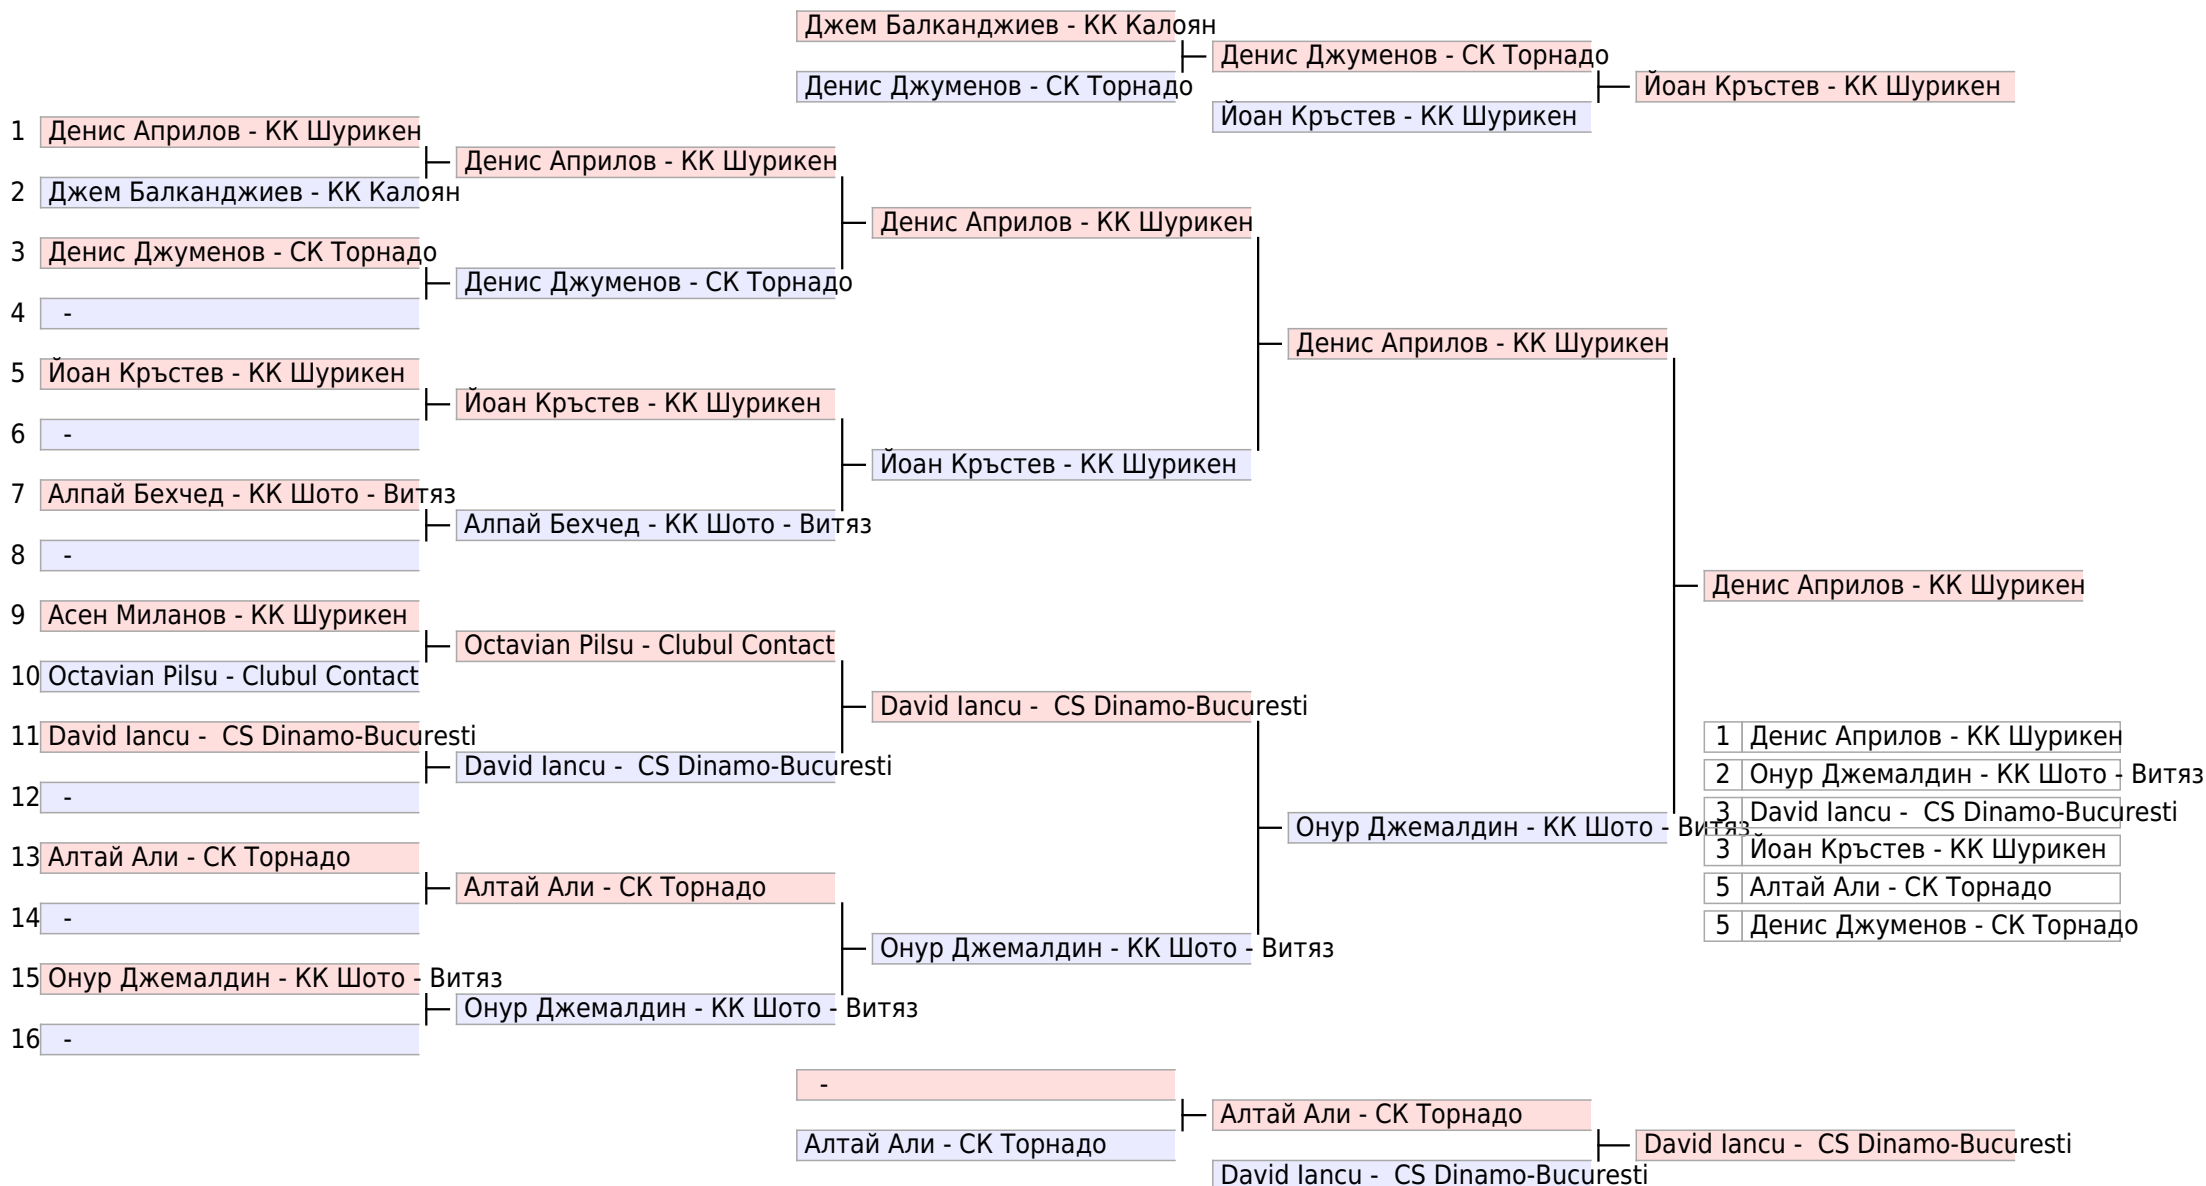 Джем Балканджиев - КК Калоян
Денис Джуменов - СК Торнадо
Денис Джуменов - СК Торнадо
Йоан Кръстев - КК Шурикен
Йоан Кръстев - КК Шурикен
1 Денис Априлов - КК Шурикен
Денис Априлов - КК Шурикен
2 Джем Балканджиев - КК Калоян
Денис Априлов - КК Шурикен
3 Денис Джуменов - СК Торнадо
Денис Джуменов - СК Торнадо
4 -
Денис Априлов - КК Шурикен
5 Йоан Кръстев - КК Шурикен
Йоан Кръстев - КК Шурикен
6 -
Йоан Кръстев - КК Шурикен
7 Алпай Бехчед - КК Шото - Витяз
Алпай Бехчед - КК Шото - Витяз
8 -
Денис Априлов - КК Шурикен
9 Асен Миланов - КК Шурикен
Octavian Pilsu - Clubul Contact
10 Octavian Pilsu - Clubul Contact
David Iancu -  CS Dinamo-Bucuresti
11 David Iancu -  CS Dinamo-Bucuresti
David Iancu -  CS Dinamo-Bucuresti
12 -
Онур Джемалдин - КК Шото - Витяз
13 Алтай Али - СК Торнадо
Алтай Али - СК Торнадо
14 -
Онур Джемалдин - КК Шото - Витяз
15 Онур Джемалдин - КК Шото - Витяз
Онур Джемалдин - КК Шото - Витяз
16 -
1 Денис Априлов - КК Шурикен
2 Онур Джемалдин - КК Шото - Витяз
3 David Iancu -  CS Dinamo-Bucuresti
3 Йоан Кръстев - КК Шурикен
5 Алтай Али - СК Торнадо
5 Денис Джуменов - СК Торнадо
-
Алтай Али - СК Торнадо
Алтай Али - СК Торнадо
David Iancu -  CS Dinamo-Bucuresti
David Iancu -  CS Dinamo-Bucuresti